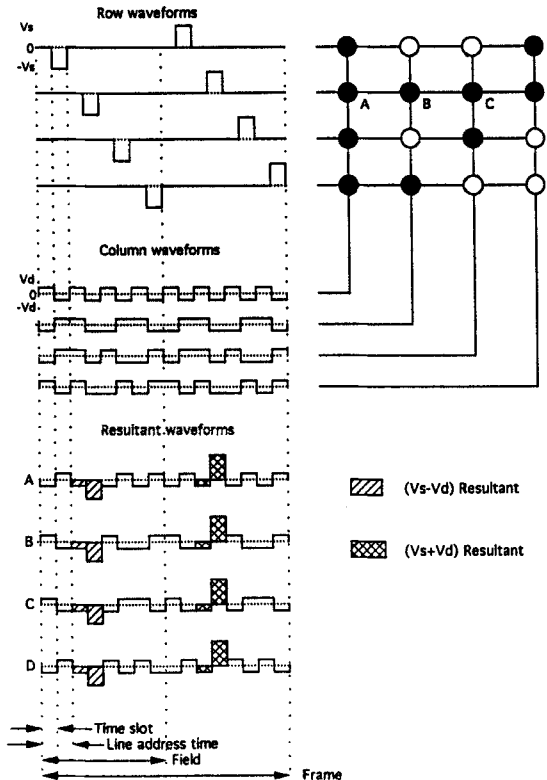 Row waveforms
Vs
0
-Vs
A B C
Column waveforms
Vd
0
-Vd
Resultant waveforms
A
(Vs-Vd) Resultant
B
(Vs+Vd) Resultant
C
D
Time slot
Line address time
Field
Frame